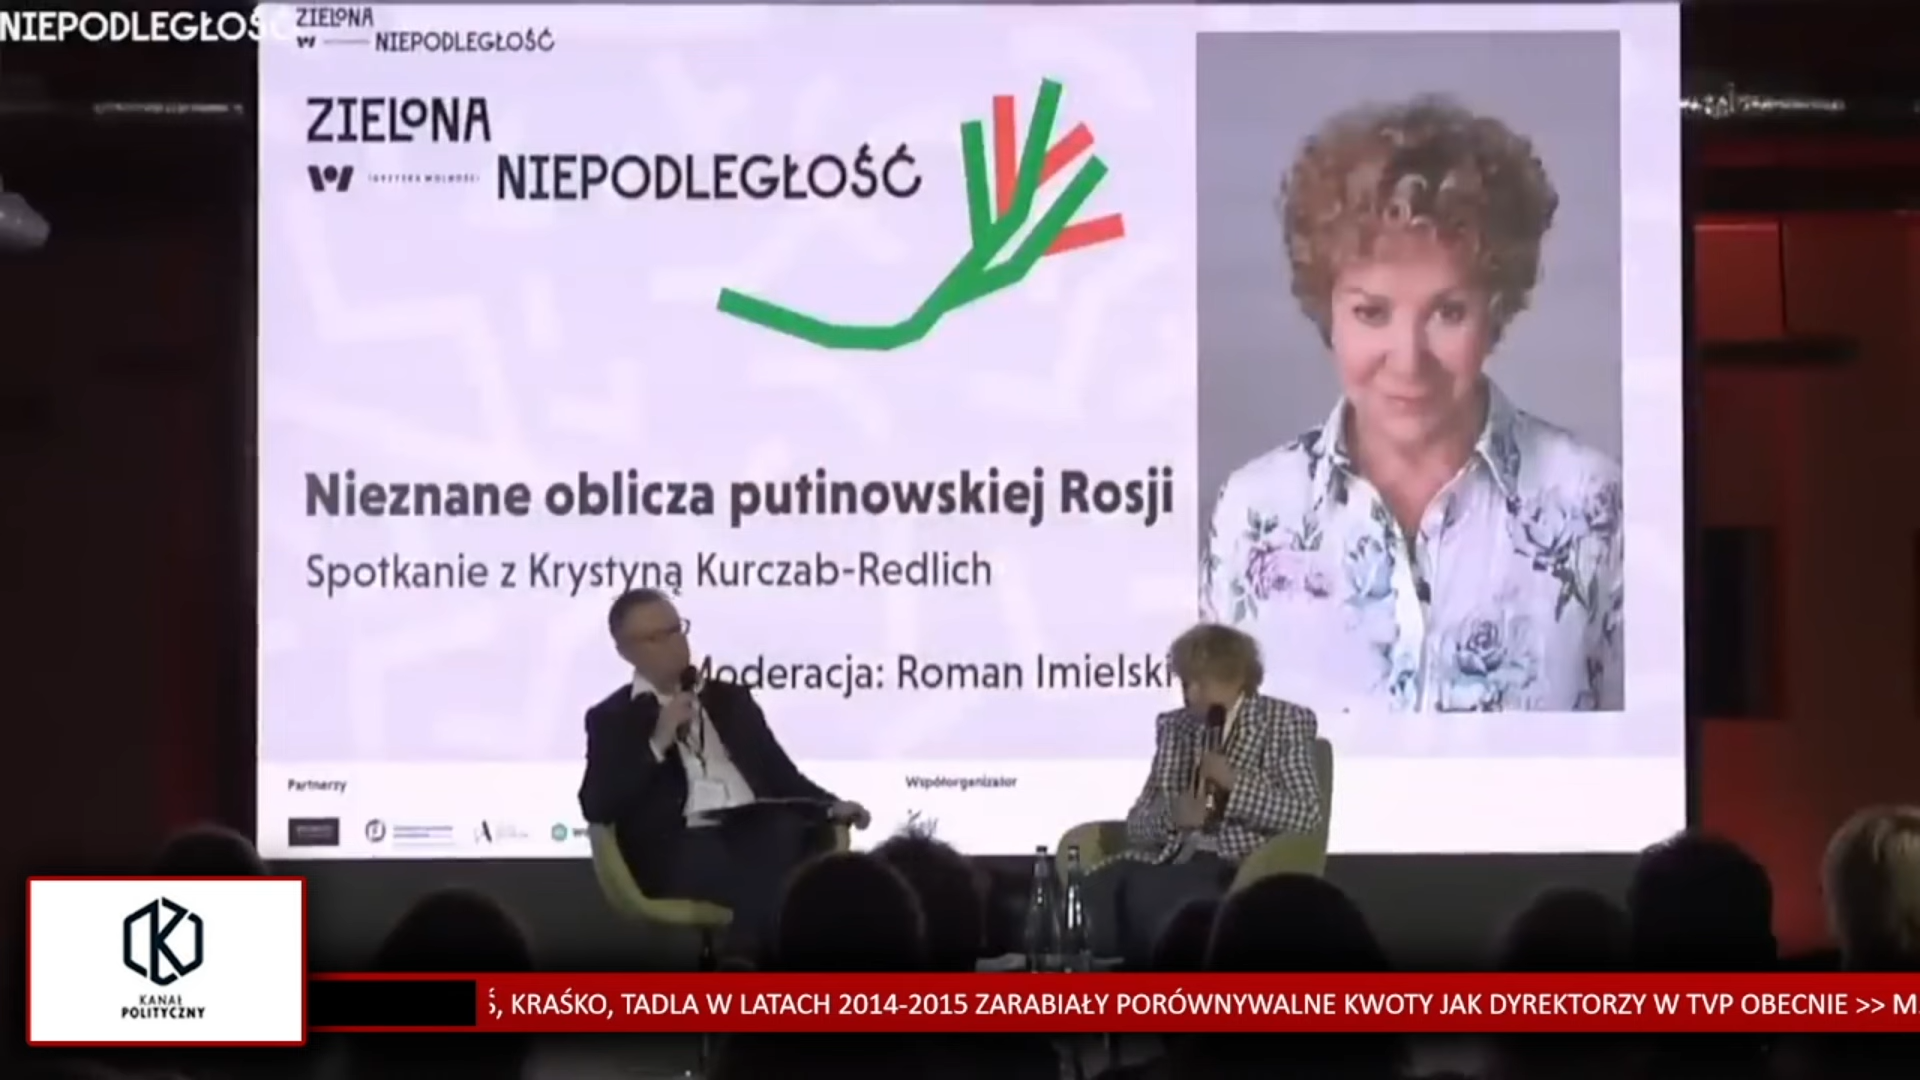 NIEPODLEGŁOŚĆ
ZIELONA
NIEPODLEGŁOŚĆ
ZIELONA
NIEPODLEGŁOŚĆ
Nieznane oblicza putinowskiej Rosji
Spotkanie z Krystyną Kurczab-Redlich
Moderacja: Roman Imielski
Partnerzy
Współorganizator
KANAŁ
POLITYCZNY
, KRAŚKO, TADLA W LATACH 2014-2015 ZARABIAŁY PORÓWNYWALNE KWOTY JAK DYREKTORZY W TVP OBECNIE >> M